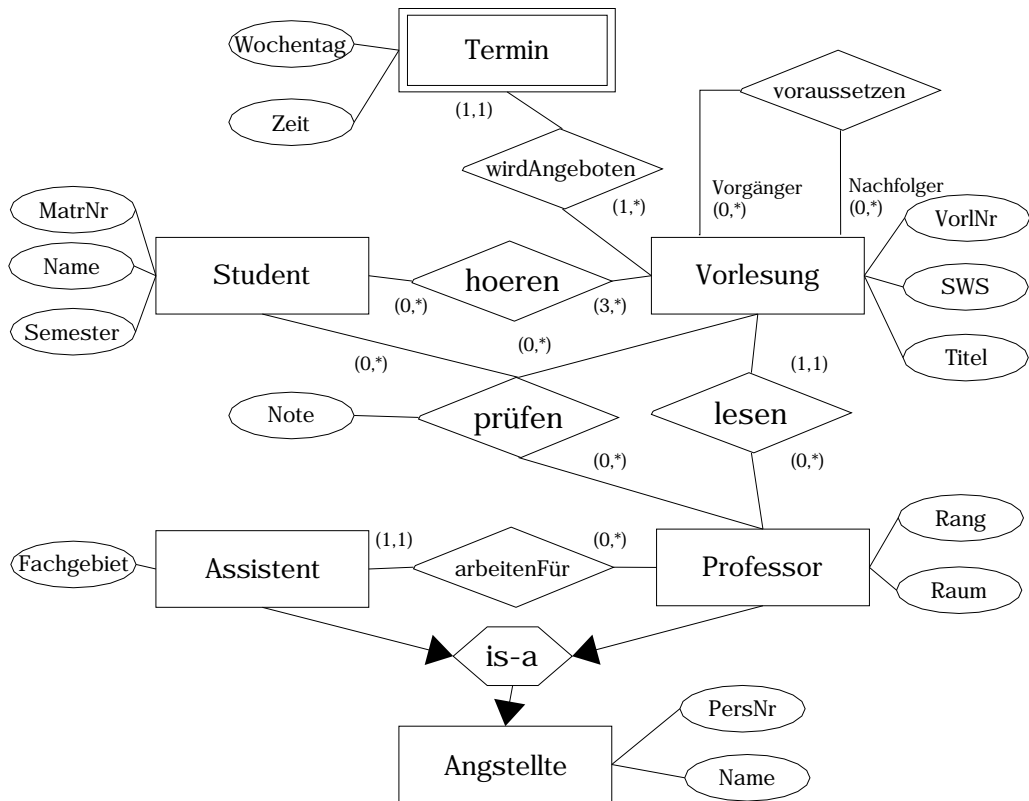 Wochentag
Termin
voraussetzen
Zeit
(1,1)
wirdAngeboten
Vorgänger
(0,*)
Nachfolger
(0,*)
(1,*)
MatrNr
Name
Semester
Student
hoeren
(0,*)
(3,*)
Vorlesung
VorlNr
SWS
Titel
(0,*)
(0,*)
(1,1)
Note
prüfen
lesen
(0,*)
(0,*)
Fachgebiet
Assistent
(1,1)
arbeitenFür
(0,*)
Professor
Rang
Raum
is-a
Angstellte
PersNr
Name